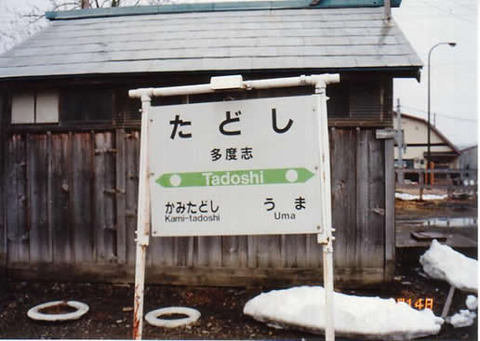 たどし
多度志
Tadoshi
かみたどし うま
Kami-tadoshi Uma